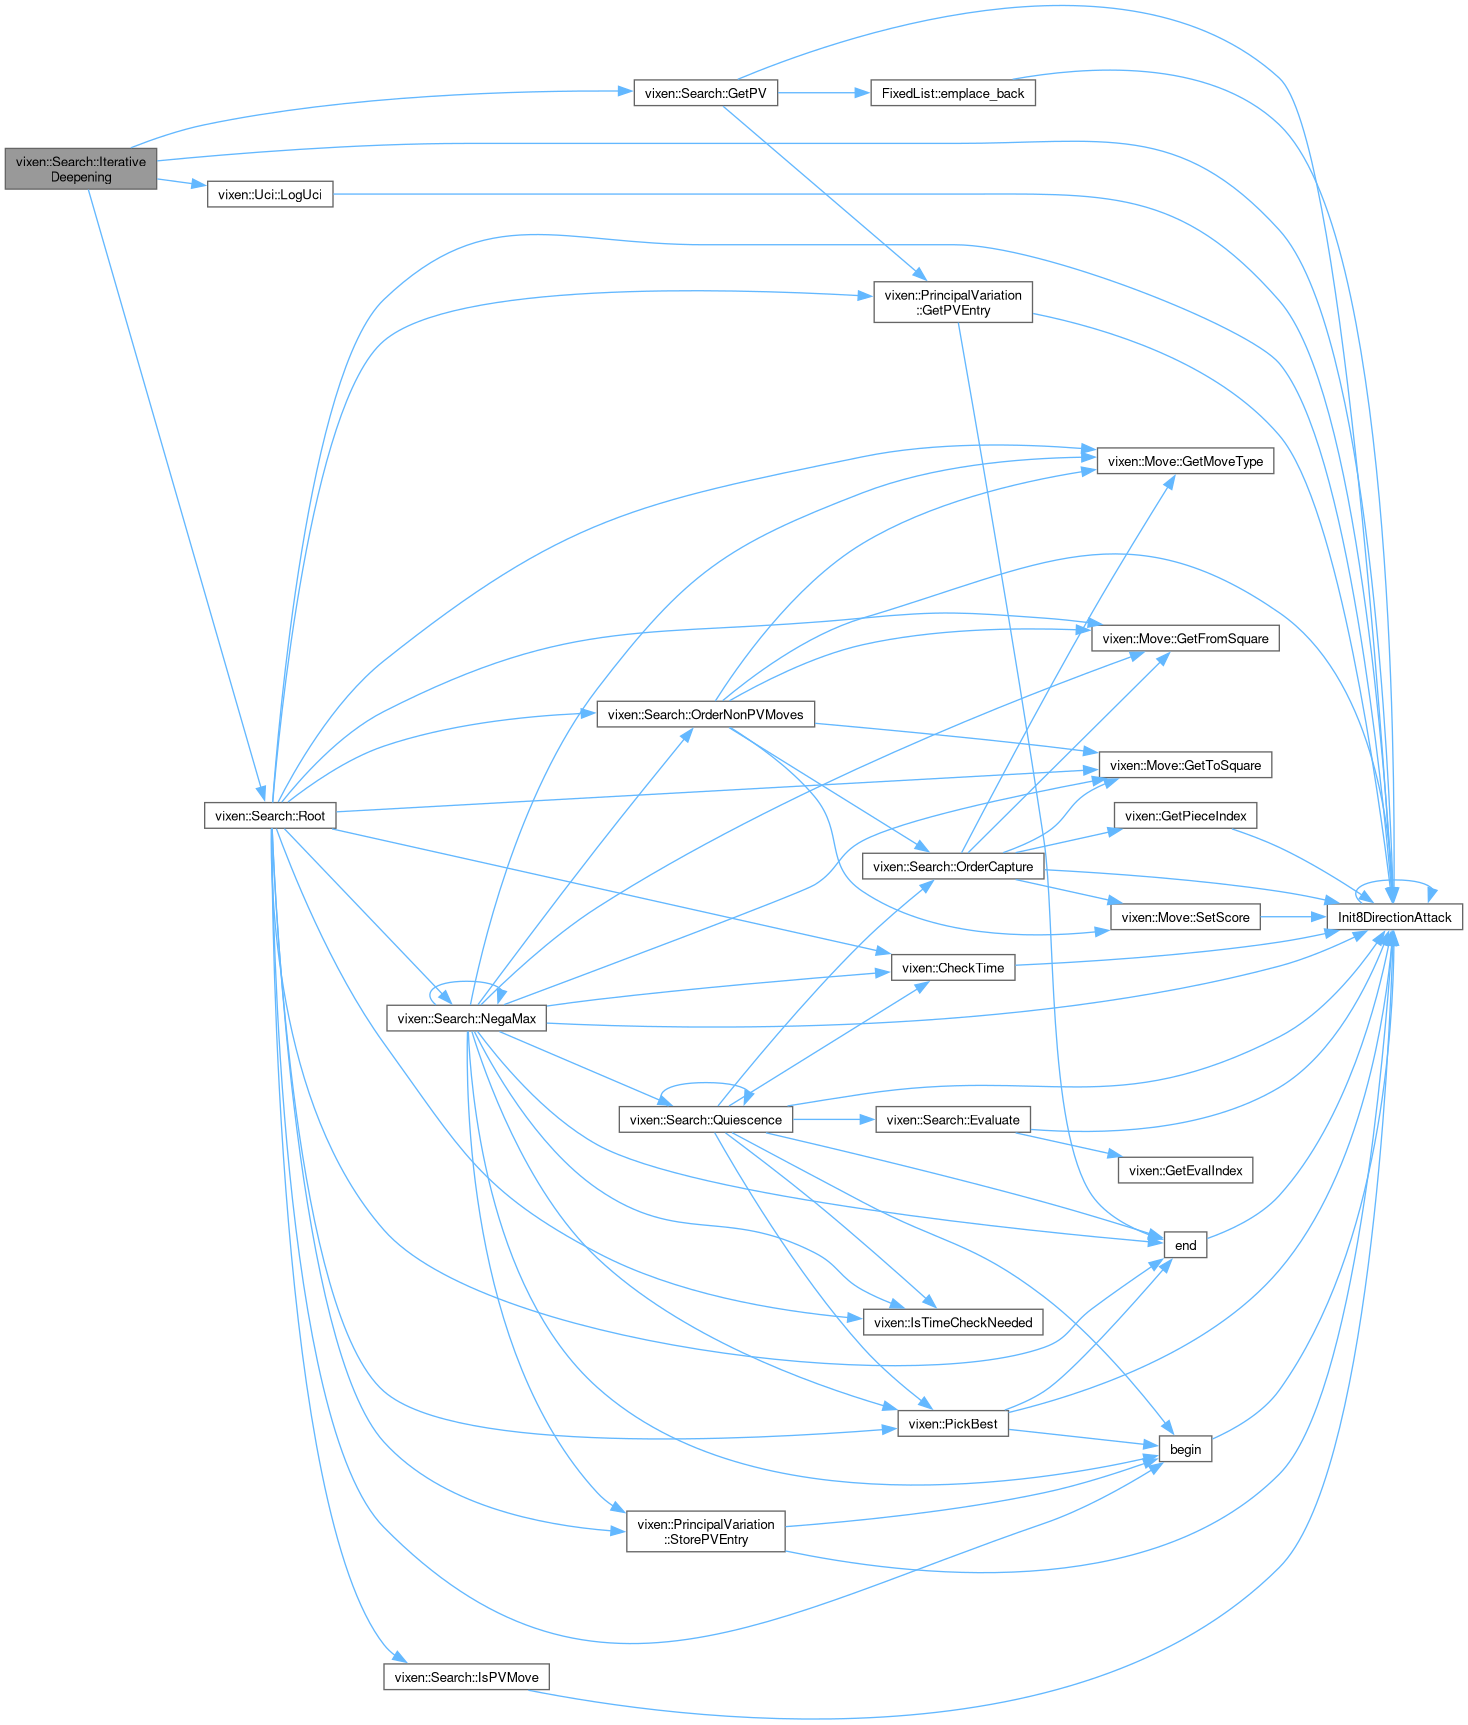 vixen::Search::GetPV
FixedList::emplace_back
vixen::Search::Iterative
Deepening
vixen::Uci::LogUci
vixen::PrincipalVariation
::GetPVEntry
vixen::Move::GetMoveType
vixen::Move::GetFromSquare
vixen::Search::OrderNonPVMoves
vixen::Move::GetToSquare
vixen::Search::Root
vixen::GetPieceIndex
vixen::Search::OrderCapture
vixen::Move::SetScore
Init8DirectionAttack
vixen::CheckTime
vixen::Search::NegaMax
vixen::Search::Quiescence
vixen::Search::Evaluate
vixen::GetEvalIndex
end
vixen::IsTimeCheckNeeded
vixen::PickBest
begin
vixen::PrincipalVariation
::StorePVEntry
vixen::Search::IsPVMove